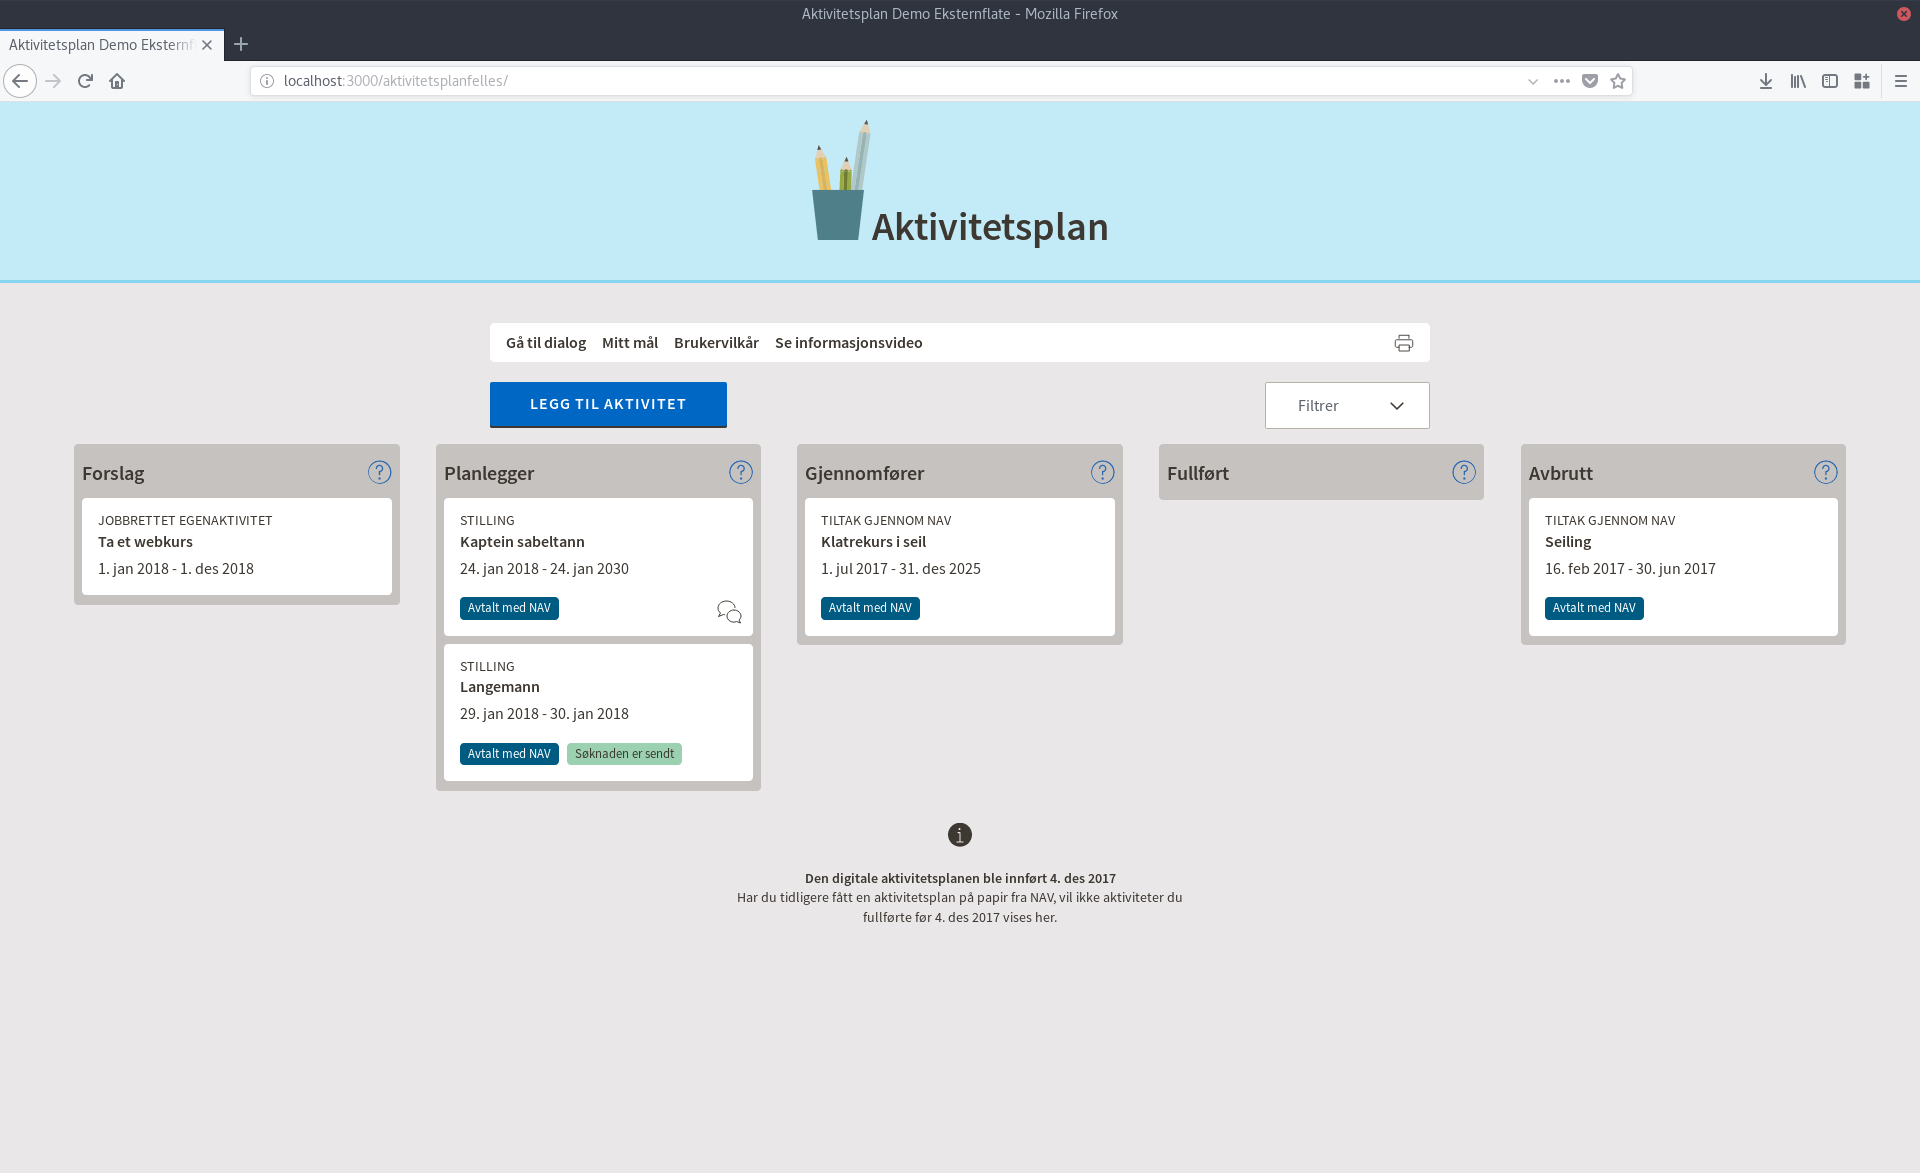 Aktivitetsplan Demo Eksternflate - Mozilla Firefox
Aktivitetsplan Demo Eksternf
localhost:3000/aktivitetsplanfelles/
Aktivitetsplan
Gå til dialog Mitt mål Brukervilkår Se informasjonsvideo
LEGG TIL AKTIVITET
Filtrer
Forslag
JOBBRETTET EGENAKTIVITET
Ta et webkurs
1. jan 2018 - 1. des 2018
Planlegger
STILLING
Kaptein sabeltann
24. jan 2018 - 24. jan 2030
Avtalt med NAV
STILLING
Langemann
29. jan 2018 - 30. jan 2018
Avtalt med NAV Søknaden er sendt
Gjennomfører
TILTAK GJENNOM NAV
Klatrekurs i seil
1. jul 2017 - 31. des 2025
Avtalt med NAV
Fullført
Avbrutt
TILTAK GJENNOM NAV
Seiling
16. feb 2017 - 30. jun 2017
Avtalt med NAV
Den digitale aktivitetsplanen ble innført 4. des 2017
Har du tidligere fått en aktivitetsplan på papir fra NAV, vil ikke aktiviteter du
fullførte før 4. des 2017 vises her.